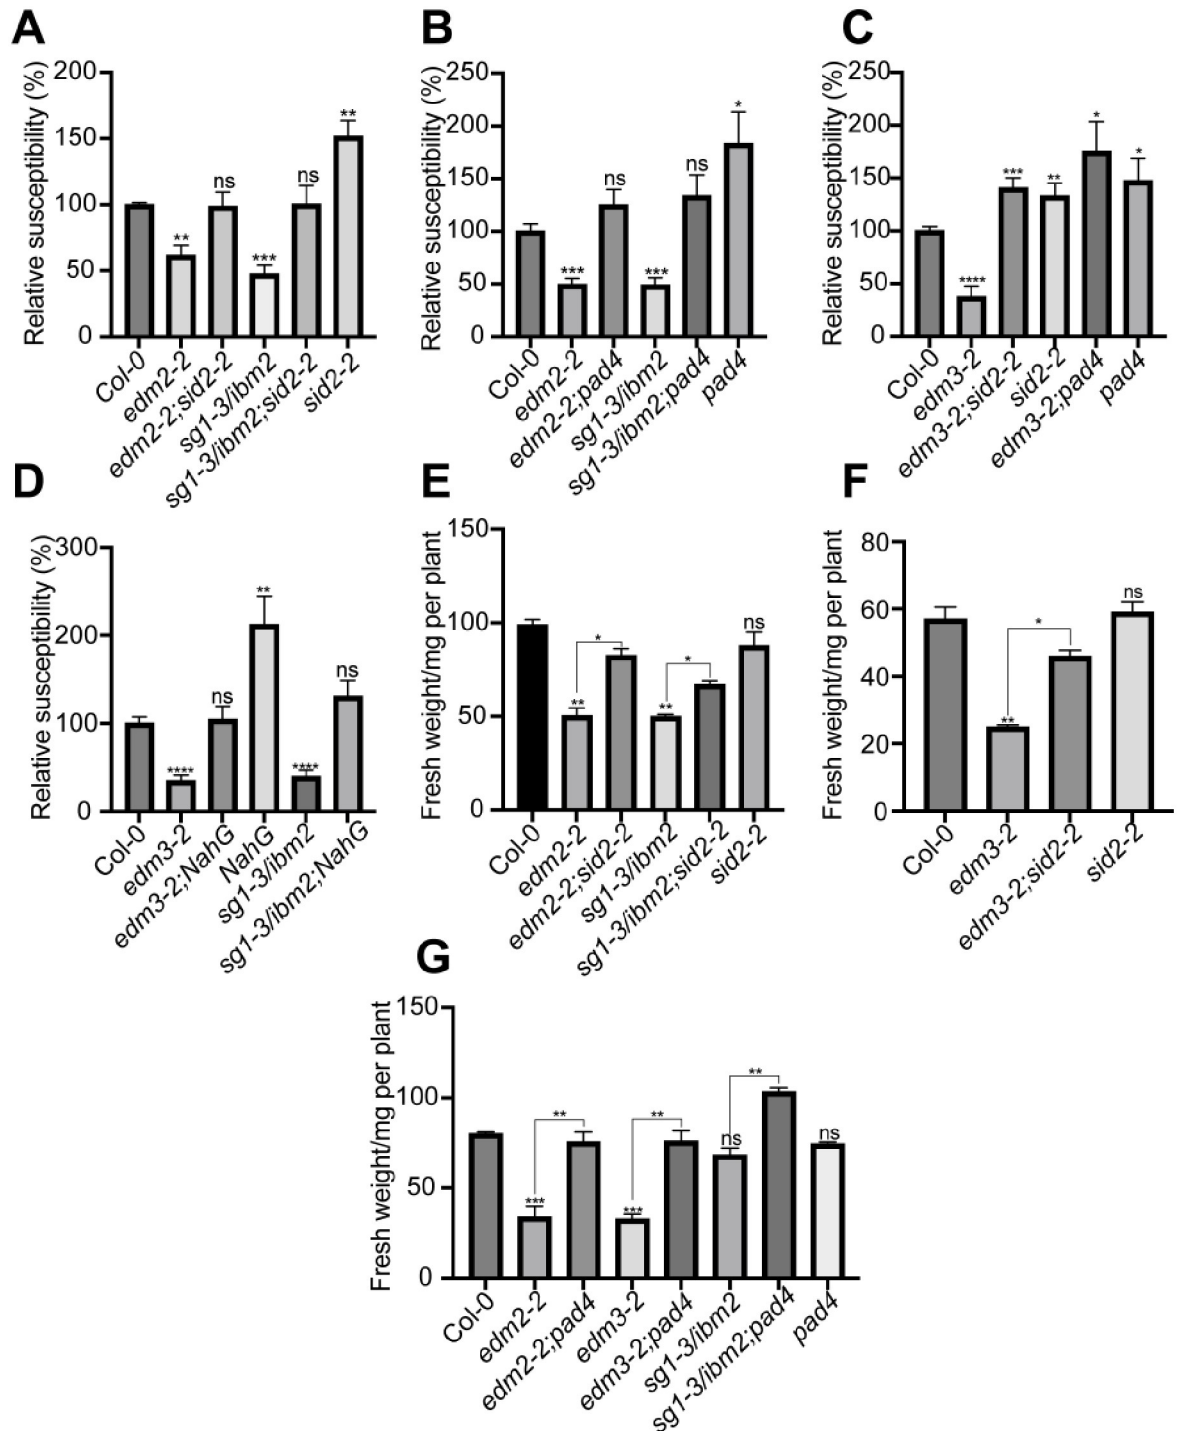 A
Relative susceptibility (%)
200
150
100
50
0
**
ns
***
ns
**
Col-0
edm2-2
edm2-2;sid2-2
sg1-3/ibm2
sg1-3/ibm2;sid2-2
sid2-2
B
Relative susceptibility (%)
250
200
150
100
50
0
***
ns
***
ns
*
Col-0
edm2-2
edm2-2;pad4
sg1-3/ibm2
sg1-3/ibm2;pad4
pad4
C
Relative susceptibility (%)
250
200
150
100
50
0
****
***
**
*
*
Col-0
edm3-2
edm3-2;sid2-2
sid2-2
edm3-2;pad4
pad4
D
Relative susceptibility (%)
300
200
100
0
****
ns
**
****
ns
Col-0
edm3-2
edm3-2;NahG
NahG
sg1-3/ibm2
sg1-3/ibm2;NahG
E
Fresh weight/mg per plant
150
100
50
0
**
*
**
*
ns
Col-0
edm2-2
edm2-2;sid2-2
sg1-3/ibm2
sg1-3/ibm2;sid2-2
sid2-2
F
Fresh weight/mg per plant
80
60
40
20
0
**
*
ns
Col-0
edm3-2
edm3-2;sid2-2
sid2-2
G
Fresh weight/mg per plant
150
100
50
0
***
**
***
**
ns
**
ns
Col-0
edm2-2
edm2-2;pad4
edm3-2
edm3-2;pad4
sg1-3/ibm2
sg1-3/ibm2;pad4
pad4